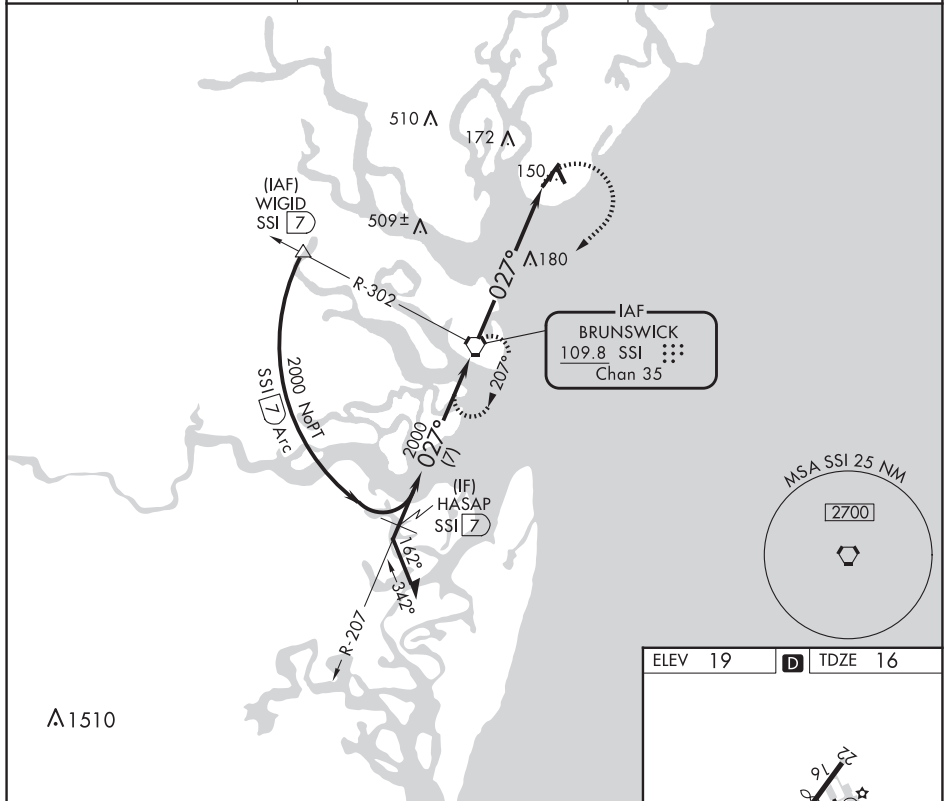 510
172
150
(IAF)
WIGID
SSI 7
509±
180
R-302
027°
IAF
BRUNSWICK
109.8 SSI
Chan 35
207°
2000 NoPT
SSI 7 Arc
2000
027°
(7)
(IF)
HASAP
SSI 7
162°
342°
R-207
MSA SSI 25 NM
2700
1510
ELEV 19 D TDZE 16
16
22